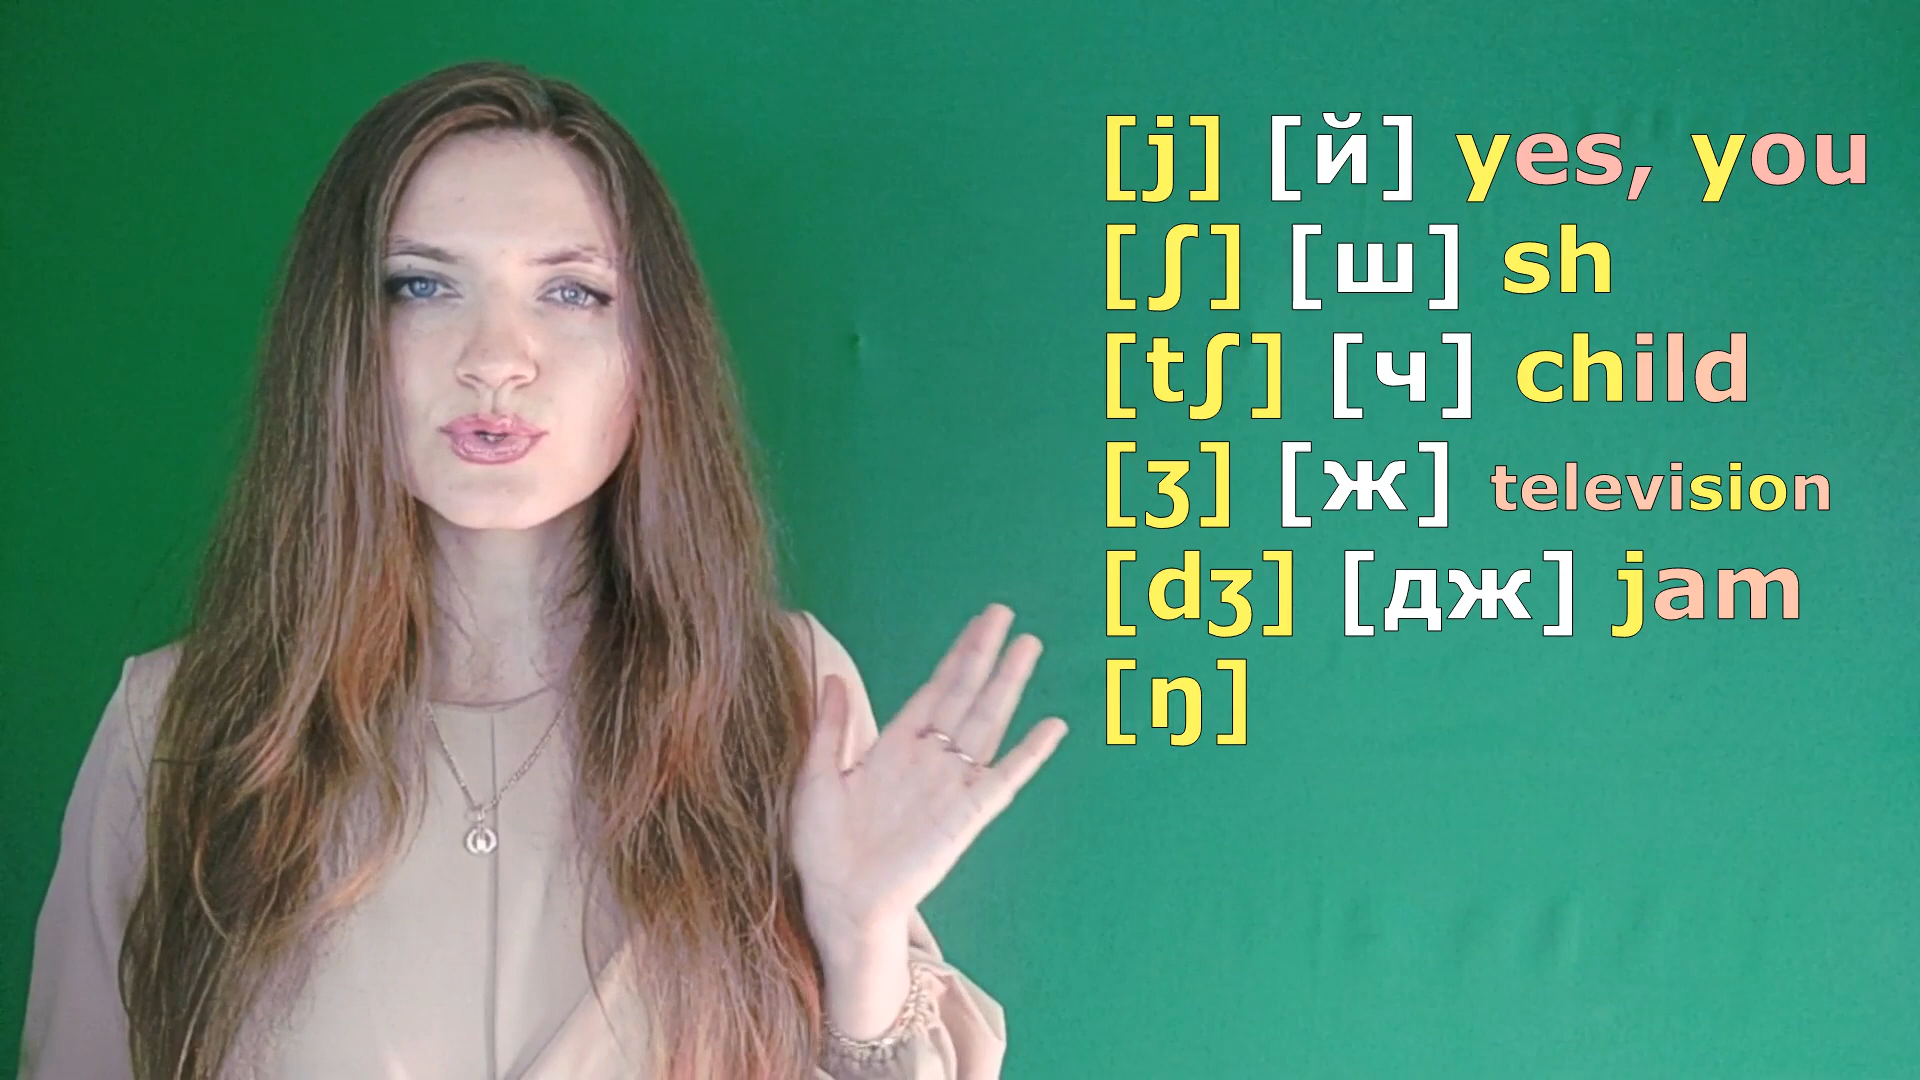 [j] [й] yes, you
[ʃ] [ш] sh
[tʃ] [ч] child
[ʒ] [ж] television
[dʒ] [дж] jam
[ŋ]